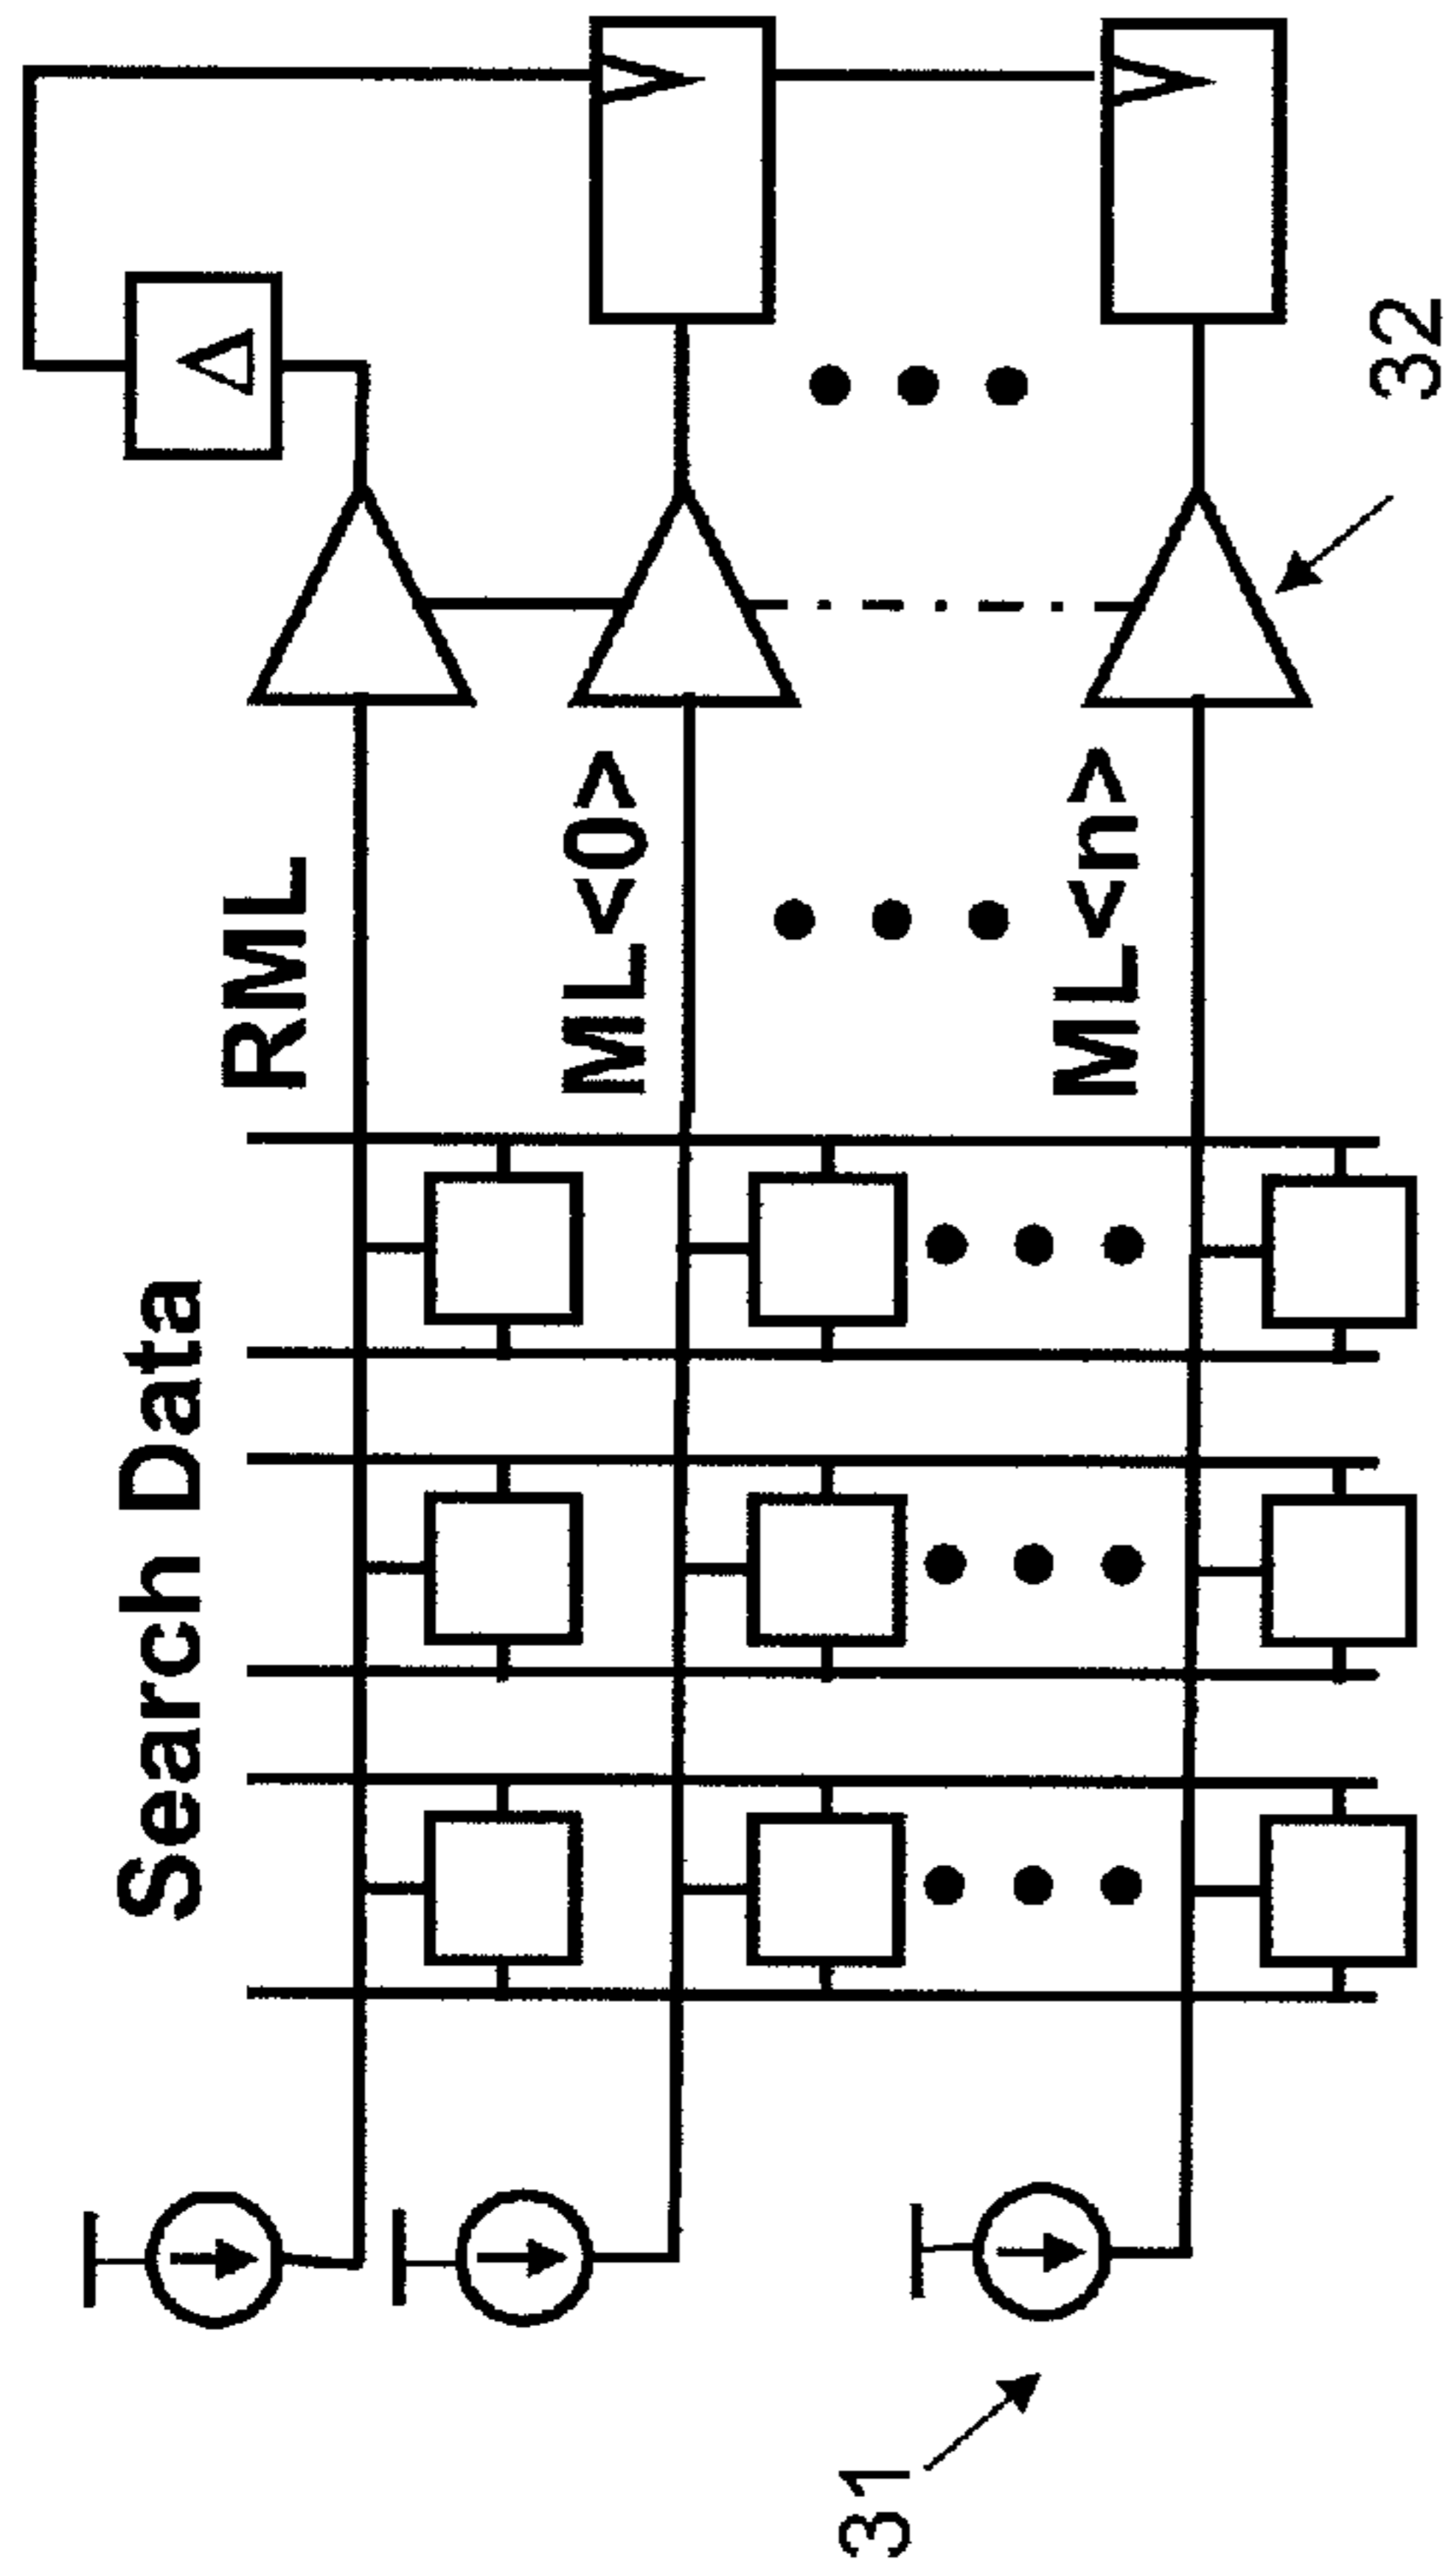 Search Data
RML
ML<0>
ML<n>
Δ
31
32